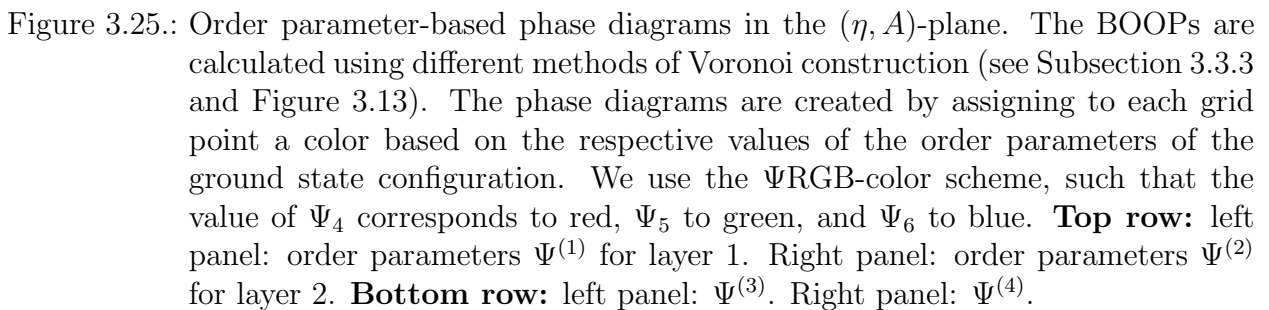 Figure 3.25.: Order parameter-based phase diagrams in the (η, A)-plane. The BOOPs are
calculated using different methods of Voronoi construction (see Subsection 3.3.3
and Figure 3.13). The phase diagrams are created by assigning to each grid
point a color based on the respective values of the order parameters of the
ground state configuration. We use the ΨRGB-color scheme, such that the
value of Ψ₄ corresponds to red, Ψ₅ to green, and Ψ₆ to blue. Top row: left
panel: order parameters Ψ⁽¹⁾ for layer 1. Right panel: order parameters Ψ⁽²⁾
for layer 2. Bottom row: left panel: Ψ⁽³⁾. Right panel: Ψ⁽⁴⁾.